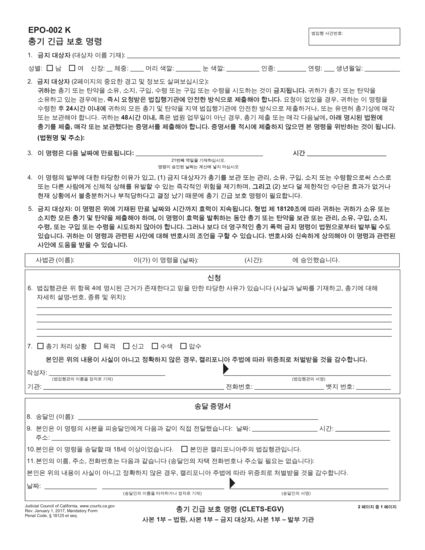 EPO-002 K
총기 긴급 보호 명령
법집행 사건번호:
1. 금지 대상자 (대상자 이름 기재):
성별: 남 여 신장: 체중: 머리 색깔: 눈 색깔: 인종: 연령: 생년월일:
2. 금지 대상자 (2페이지의 중요한 경고 및 정보도 살펴보십시오):
귀하는 총기 또는 탄약을 소유, 소지, 구입, 수령 또는 구입 또는 수령을 시도하는 것이 금지됩니다. 귀하가 총기 또는 탄약을
소유하고 있는 경우에는, 즉시 요청받은 법집행기관에 안전한 방식으로 제출해야 합니다. 요청이 없었을 경우, 귀하는 이 명령을
수령한 후 24시간 이내에 귀하의 모든 총기 및 탄약을 지역 법집행기관에 안전한 방식으로 제출하거나, 또는 유면허 총기상에 매각
또는 보관해야 합니다. 귀하는 48시간 이내, 혹은 법원 업무일이 아닌 경우, 총기 제출 또는 매각 다음날에, 아래 명시된 법원에
총기를 제출, 매각 또는 보관했다는 증명서를 제출해야 합니다. 증명서를 적시에 제출하지 않으면 본 명령을 위반하는 것이 됩니다.
(법원명 및 주소):
3. 이 명령은 다음 날짜에 만료됩니다: 시간
21번째 역일을 기재하십시오.
명령이 승인된 날짜는 계산에 넣지 마십시오
4. 이 명령의 발부에 대한 타당한 이유가 있고, (1) 금지 대상자가 총기를 보관 또는 관리, 소유, 구입, 소지 또는 수령함으로써 스스로
또는 다른 사람에게 신체적 상해를 유발할 수 있는 즉각적인 위험을 제기하며, 그리고 (2) 보다 덜 제한적인 수단은 효과가 없거나
현재 상황에서 불충분하거나 부적당하다고 결정 났기 때문에 총기 긴급 보호 명령이 필요합니다.
5. 금지 대상자: 이 명령은 위에 기재된 만료 날짜와 시간까지 효력이 지속됩니다. 형법 제 18120조에 따라 귀하는 귀하가 소유 또는
소지한 모든 총기 및 탄약을 제출해야 하며, 이 명령이 효력을 발휘하는 동안 총기 또는 탄약을 보관 또는 관리, 소유, 구입, 소지,
수령, 또는 구입 또는 수령을 시도하지 않아야 합니다. 그러나 보다 더 영구적인 총기 폭력 금지 명령이 법원으로부터 발부될 수도
있습니다. 귀하는 이 명령과 관련된 사안에 대해 변호사의 조언을 구할 수 있습니다. 변호사와 신속하게 상의해야 이 명령과 관련된
사안에 도움을 받을 수 있습니다.
사법관 (이름): 이(가) 이 명령을 (날짜): (시간): 에 승인했습니다.
신청
6. 법집행관은 위 항목 4에 명시된 근거가 존재한다고 믿을 만한 타당한 사유가 있습니다 (사실과 날짜를 기재하고, 총기에 대해
자세히 설명-번호, 종류 및 위치):
7. 총기 처리 상황 목격 신고 수색 압수
본인은 위의 내용이 사실이 아니고 정확하지 않은 경우, 캘리포니아 주법에 따라 위증죄로 처벌받을 것을 감수합니다.
작성자:
(법집행관의 이름을 정자로 기재) (법집행관의 서명)
기관: 전화번호: 뱃지 번호:
송달 증명서
8. 송달인 (이름):
9. 본인은 이 명령의 사본을 피송달인에게 다음과 같이 직접 전달했습니다: 날짜: 시간:
주소:
10.본인은 이 명령을 송달할 때 18세 이상이었습니다. 본인은 캘리포니아주의 법집행관입니다.
11.본인의 이름, 주소, 전화번호는 다음과 같습니다 (송달인의 자택 전화번호나 주소일 필요는 없습니다):
본인은 위의 내용이 사실이 아니고 정확하지 않은 경우, 캘리포니아 주법에 따라 위증죄로 처벌받을 것을 감수합니다.
날짜:
(송달인의 이름을 타자하거나 정자로 기재) (송달인의 서명)
Judicial Council of California, www.courts.ca.gov
Rev. January 1, 2017, Mandatory Form
Penal Code, § 18125 et seq.
총기 긴급 보호 명령 (CLETS-EGV)
사본 1부 – 법원, 사본 1부 – 금지 대상자, 사본 1부 – 발부 기관
2 페이지 중 1 페이지